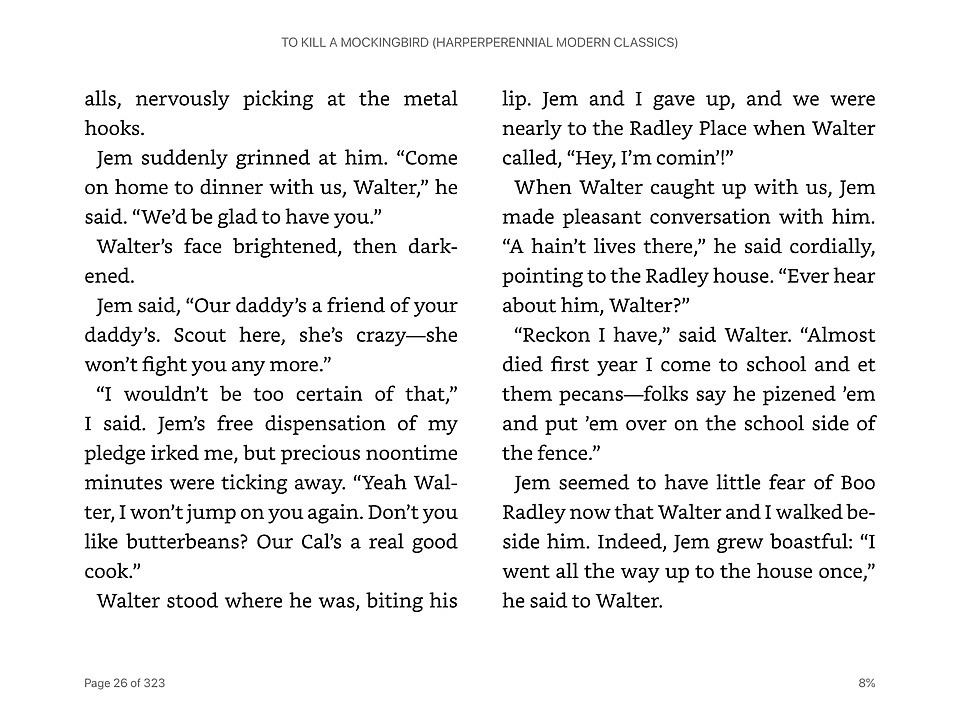 TO KILL A MOCKINGBIRD (HARPERPERENNIAL MODERN CLASSICS)
alls, nervously picking at the metal
hooks.
Jem suddenly grinned at him. “Come
on home to dinner with us, Walter,” he
said. “We’d be glad to have you.”
Walter’s face brightened, then dark-
ened.
Jem said, “Our daddy’s a friend of your
daddy’s. Scout here, she’s crazy—she
won’t fight you any more.”
“I wouldn’t be too certain of that,”
I said. Jem’s free dispensation of my
pledge irked me, but precious noontime
minutes were ticking away. “Yeah Wal-
ter, I won’t jump on you again. Don’t you
like butterbeans? Our Cal’s a real good
cook.”
Walter stood where he was, biting his
lip. Jem and I gave up, and we were
nearly to the Radley Place when Walter
called, “Hey, I’m comin’!”
When Walter caught up with us, Jem
made pleasant conversation with him.
“A hain’t lives there,” he said cordially,
pointing to the Radley house. “Ever hear
about him, Walter?”
“Reckon I have,” said Walter. “Almost
died first year I come to school and et
them pecans—folks say he pizened ’em
and put ’em over on the school side of
the fence.”
Jem seemed to have little fear of Boo
Radley now that Walter and I walked be-
side him. Indeed, Jem grew boastful: “I
went all the way up to the house once,”
he said to Walter.
Page 26 of 323
8%